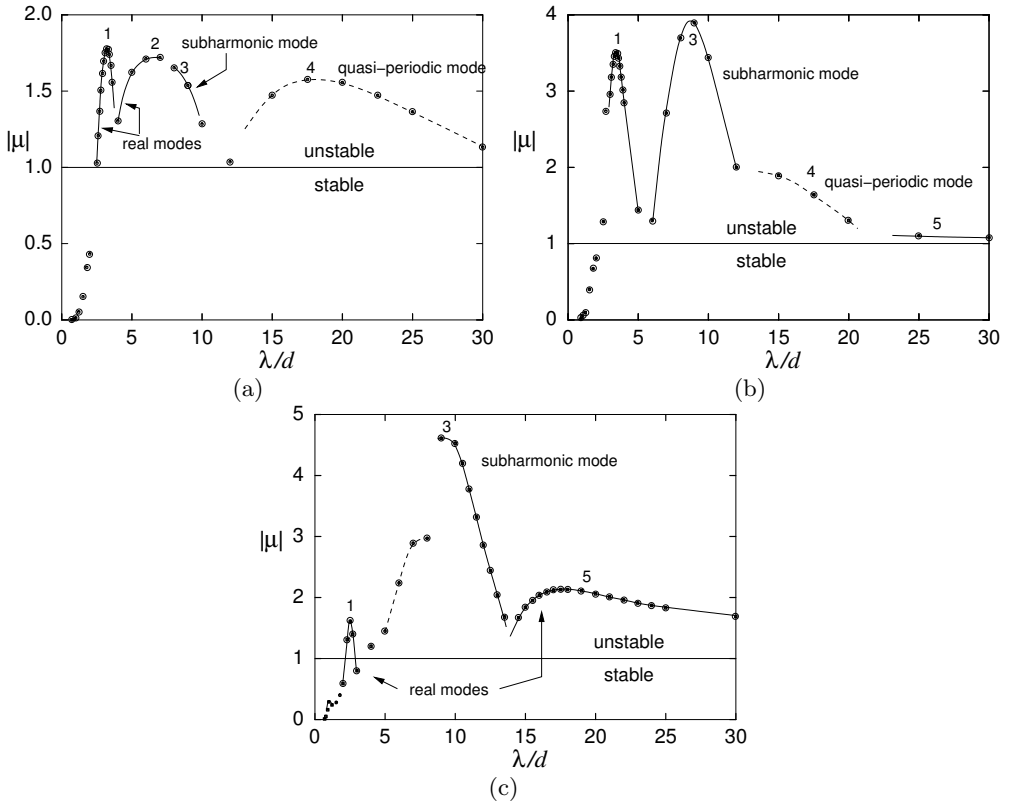 2.0
1.5
1.0
0.5
0.0
|μ|
1
2
3
4
subharmonic mode
quasi−periodic mode
real modes
unstable
stable
0 5 10 15 20 25 30
λ/d
(a)
4
3
2
1
0
|μ|
1
3
4
5
subharmonic mode
quasi−periodic mode
unstable
stable
0 5 10 15 20 25 30
λ/d
(b)
5
4
3
2
1
0
|μ|
3
1
5
subharmonic mode
unstable
stable
real modes
0 5 10 15 20 25 30
λ/d
(c)